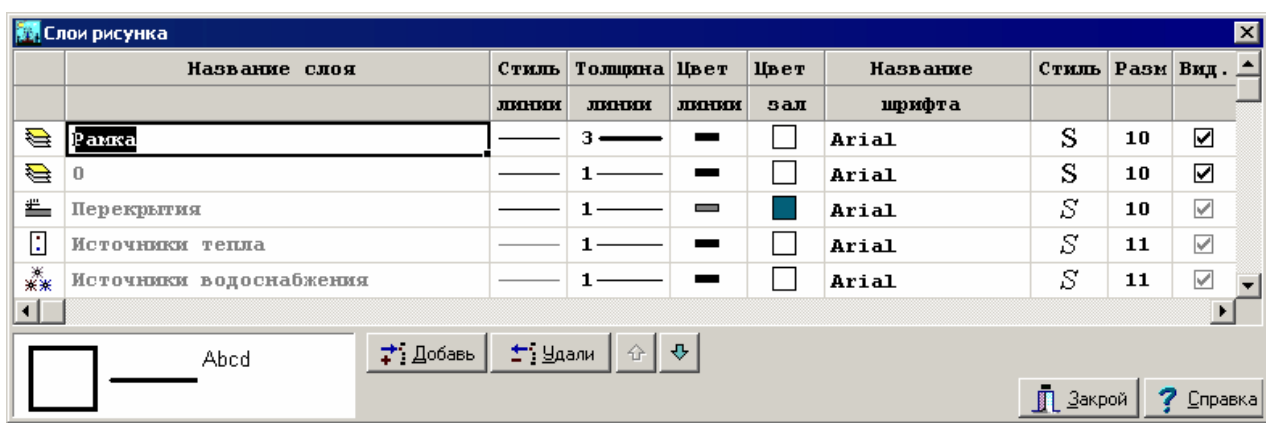 Слои рисунка
Название слоя Стиль Толщина Цвет Цвет Название Стиль Разм Вид.
линии линии линии зал шрифта
Рамка 3 Arial S 10
0 1 Arial S 10
Перекрытия 1 Arial S 10
Источники тепла 1 Arial S 11
Источники водоснабжения 1 Arial S 11
Abcd Добавь Удали
Закрой ? Справка